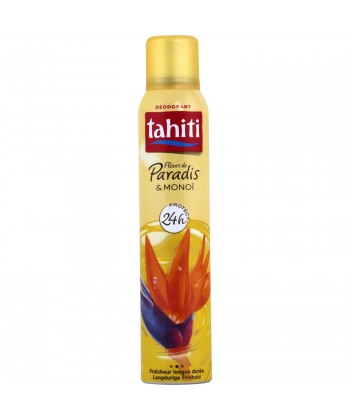 DEODORANT
tahiti
Fleurs de
Paradis
& MONOÏ
PROTECT
24h
Fraîcheur longue durée
Langdurige frisheid